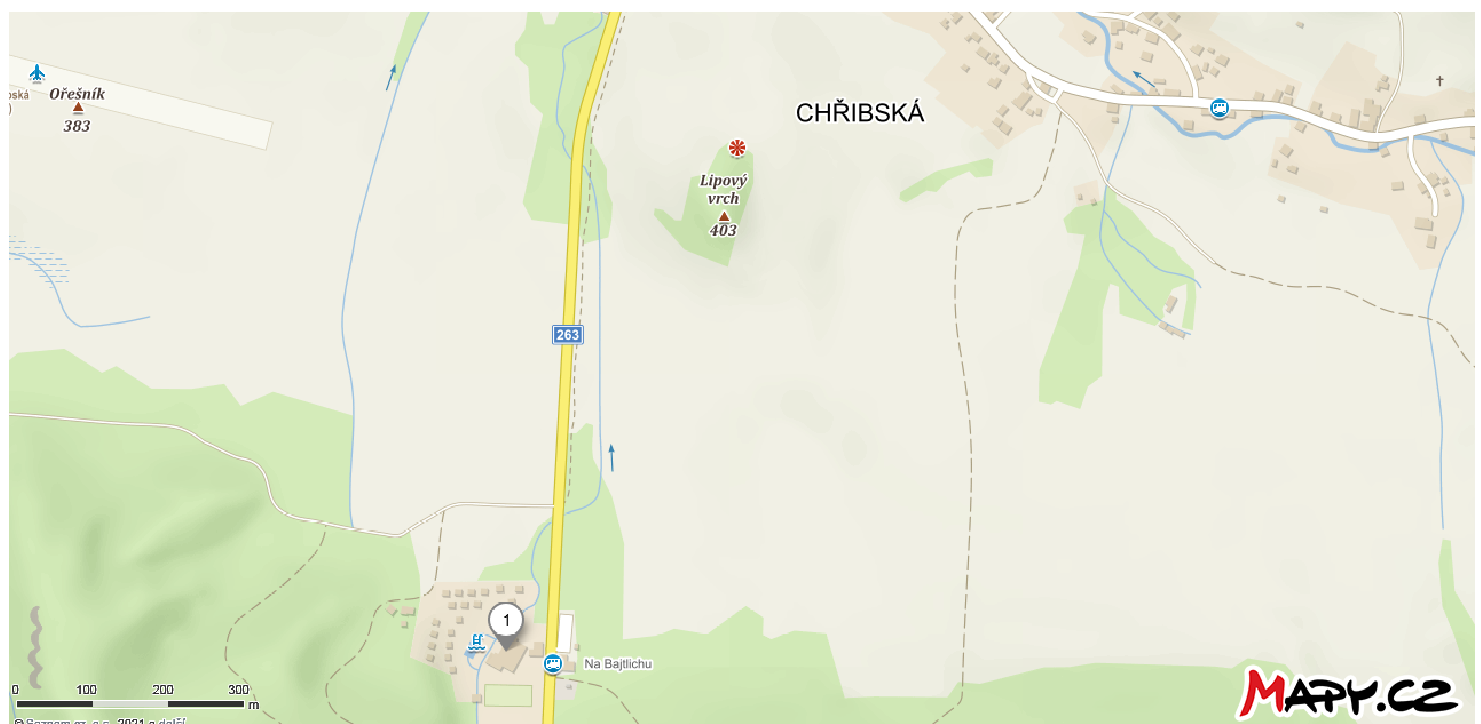 CHŘIBSKÁ
Ořešník
383
Lipový
vrch
403
263
1
Na Bajtlichu
0 100 200 300
m
MAPY.CZ